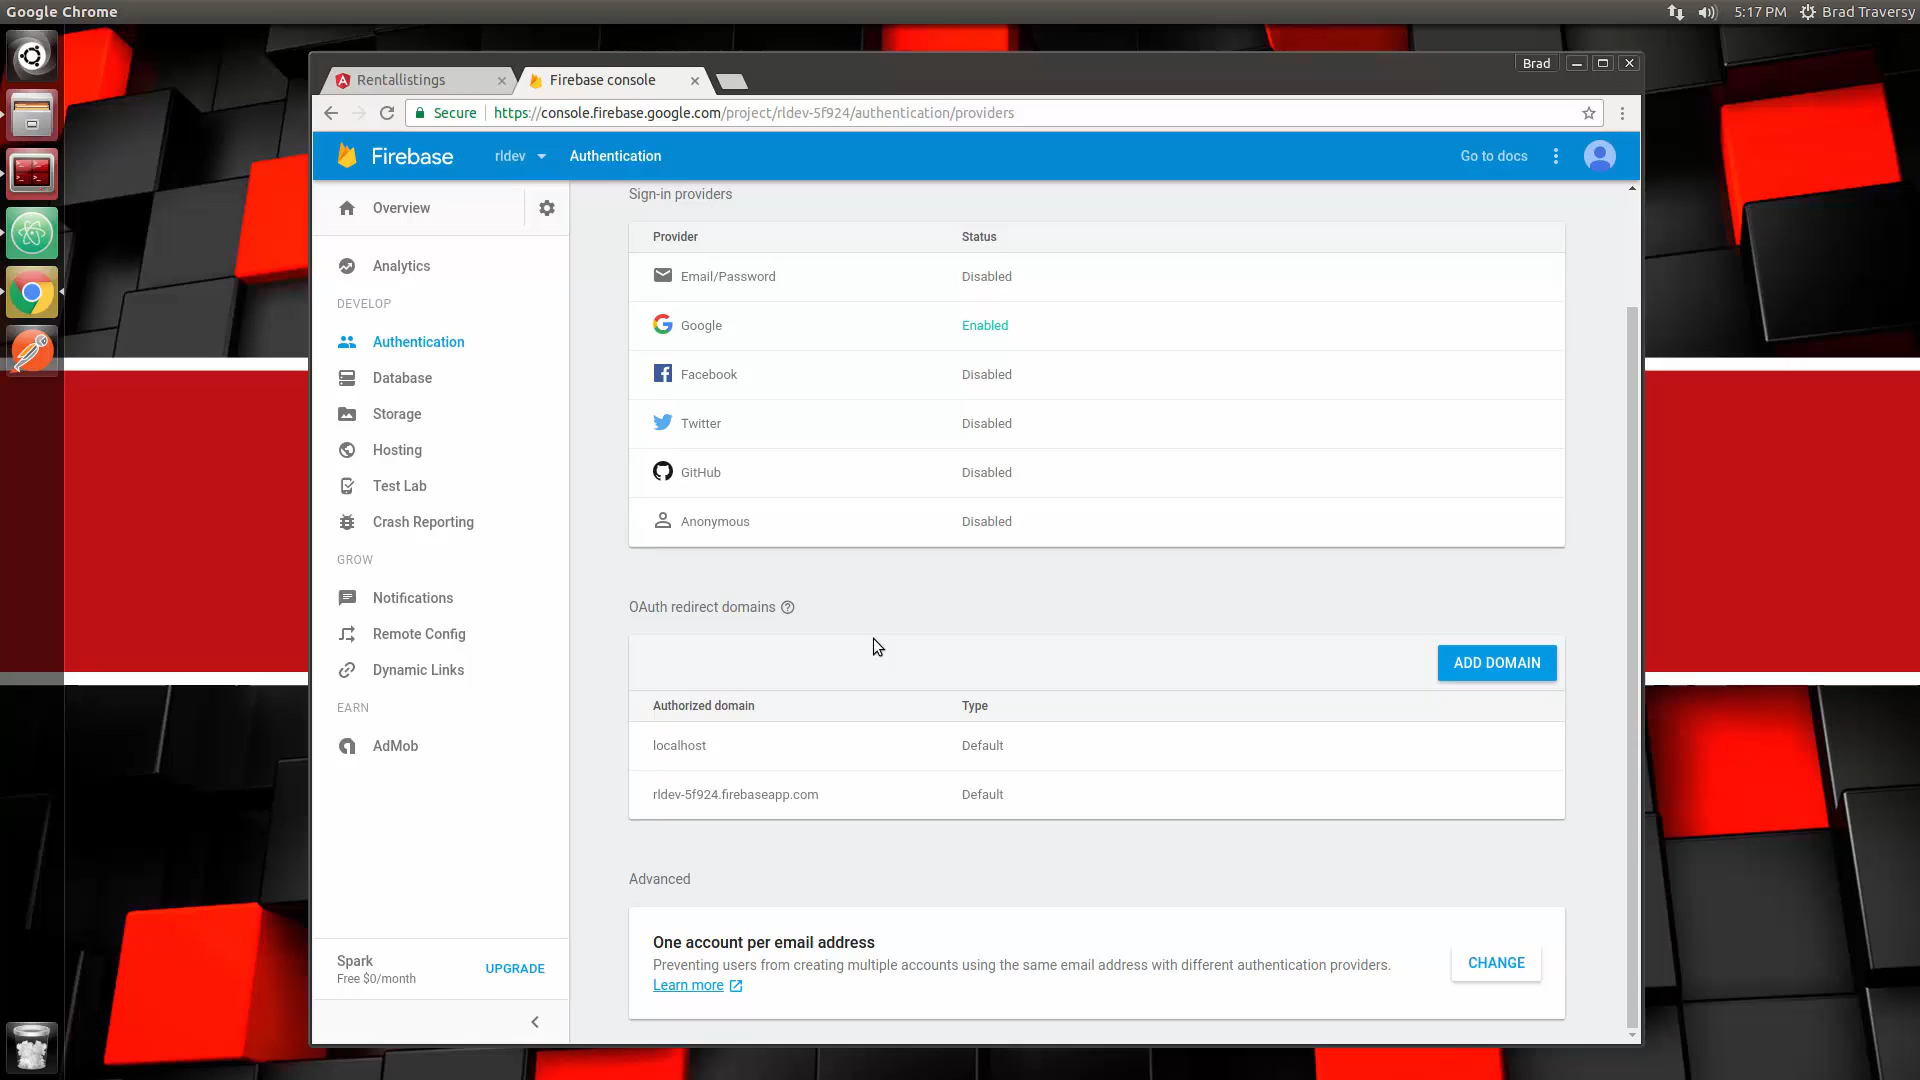 Google Chrome
5:17 PM
Brad Traversy
Brad
Rentallistings
Firebase console
Secure
https://console.firebase.google.com/project/rldev-5f924/authentication/providers
Firebase
rldev
Authentication
Go to docs
Overview
Analytics
DEVELOP
Authentication
Database
Storage
Hosting
Test Lab
Crash Reporting
GROW
Notifications
Remote Config
Dynamic Links
EARN
AdMob
Spark
Free $0/month
UPGRADE
Sign-in providers
Provider Status
Email/Password Disabled
Google Enabled
Facebook Disabled
Twitter Disabled
GitHub Disabled
Anonymous Disabled
OAuth redirect domains
ADD DOMAIN
Authorized domain Type
localhost Default
rldev-5f924.firebaseapp.com Default
Advanced
One account per email address
Preventing users from creating multiple accounts using the same email address with different authentication providers.
Learn more
CHANGE